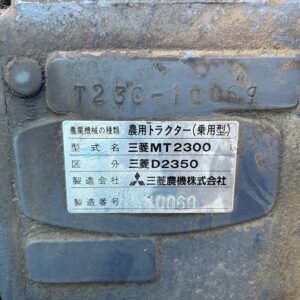 T23C-10069
農業機械の種類 農用トラクター(乗用型)
型式名 三菱MT2300
区分 三菱D2350
製造会社 三菱農機株式会社
製造番号 10069